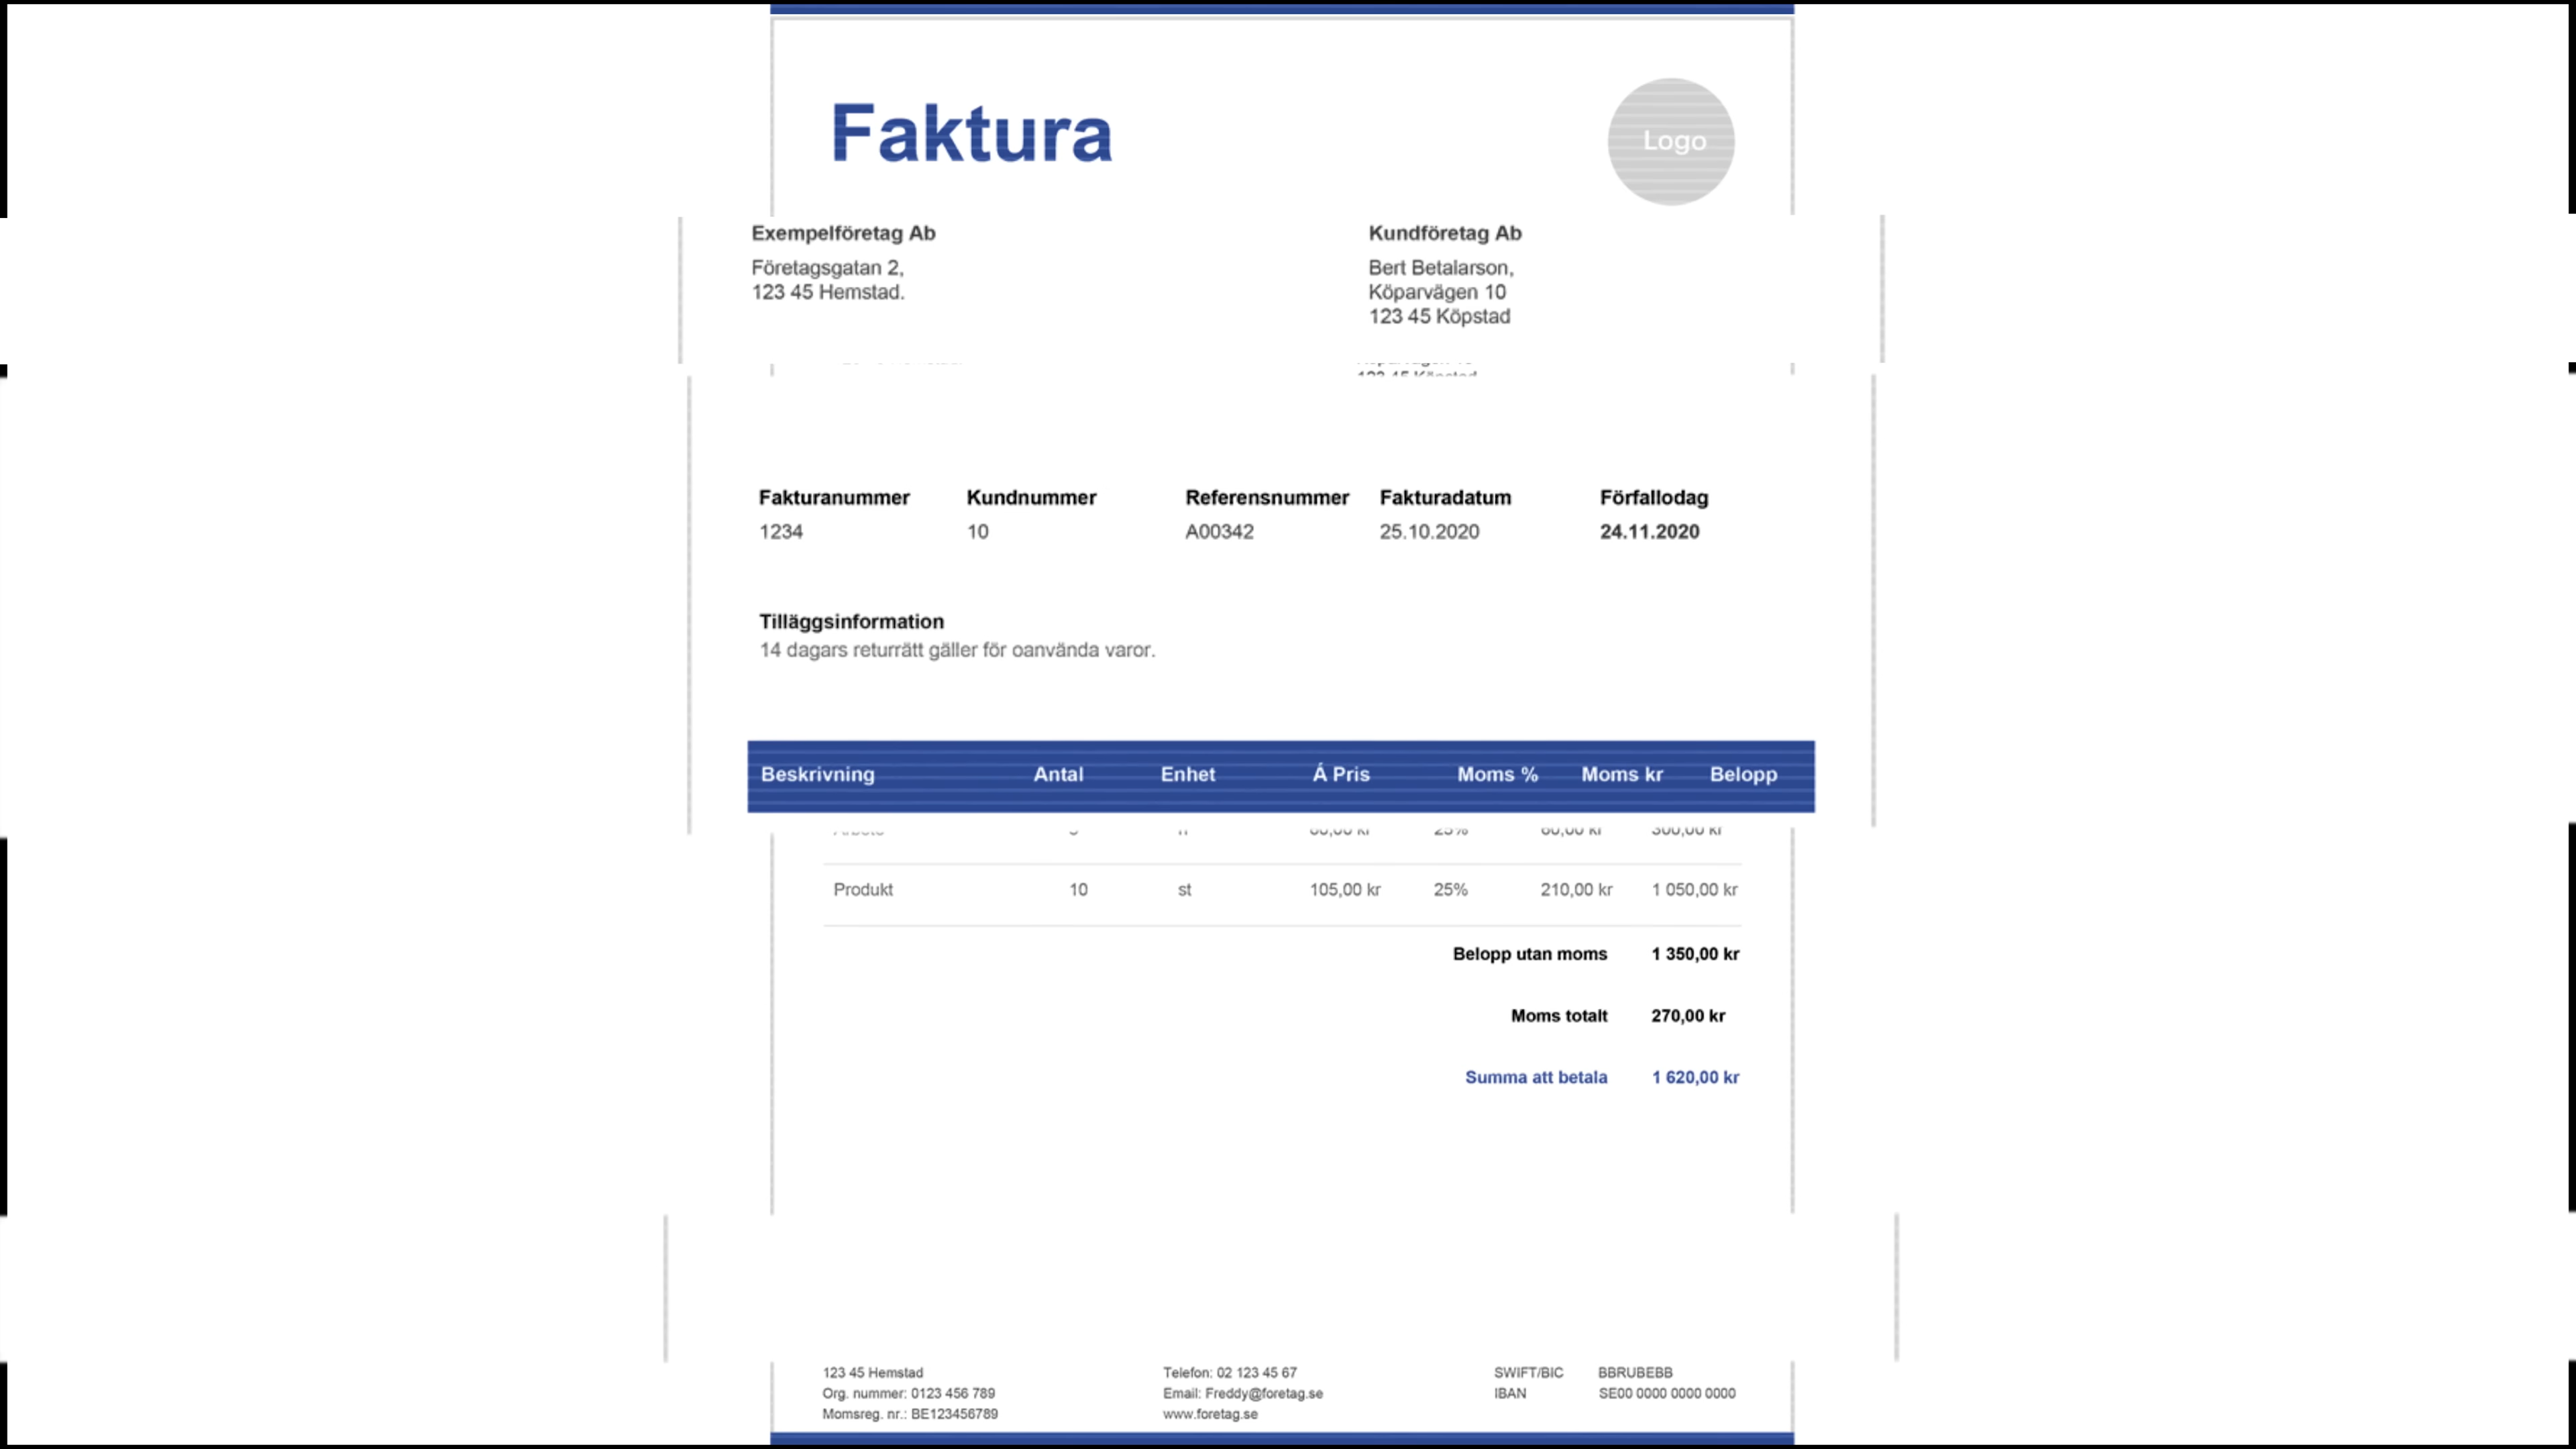 Faktura
Logo
Exempelföretag Ab
Företagsgatan 2,
123 45 Hemstad.
Kundföretag Ab
Bert Betalarson,
Köparvägen 10
123 45 Köpstad
Fakturanummer Kundnummer Referensnummer Fakturadatum Förfallodag
1234 10 A00342 25.10.2020 24.11.2020
Tilläggsinformation
14 dagars returrätt gäller för oanvända varor.
Beskrivning Antal Enhet Á Pris Moms % Moms kr Belopp
Produkt 10 st 105,00 kr 25% 210,00 kr 1 050,00 kr
Belopp utan moms 1 350,00 kr
Moms totalt 270,00 kr
Summa att betala 1 620,00 kr
123 45 Hemstad
Org. nummer: 0123 456 789
Momsreg. nr.: BE123456789
Telefon: 02 123 45 67
Email: Freddy@foretag.se
www.foretag.se
SWIFT/BIC BBRUBEBB
IBAN SE00 0000 0000 0000